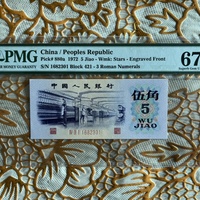 PMG
China / Peoples Republic
Pick# 880a 1972 5 Jiao - Wmk: Stars - Engraved Front
S/N 1682301 Block 421 - 3 Roman Numerals
67
中国人民银行
伍角
5
WU JIAO